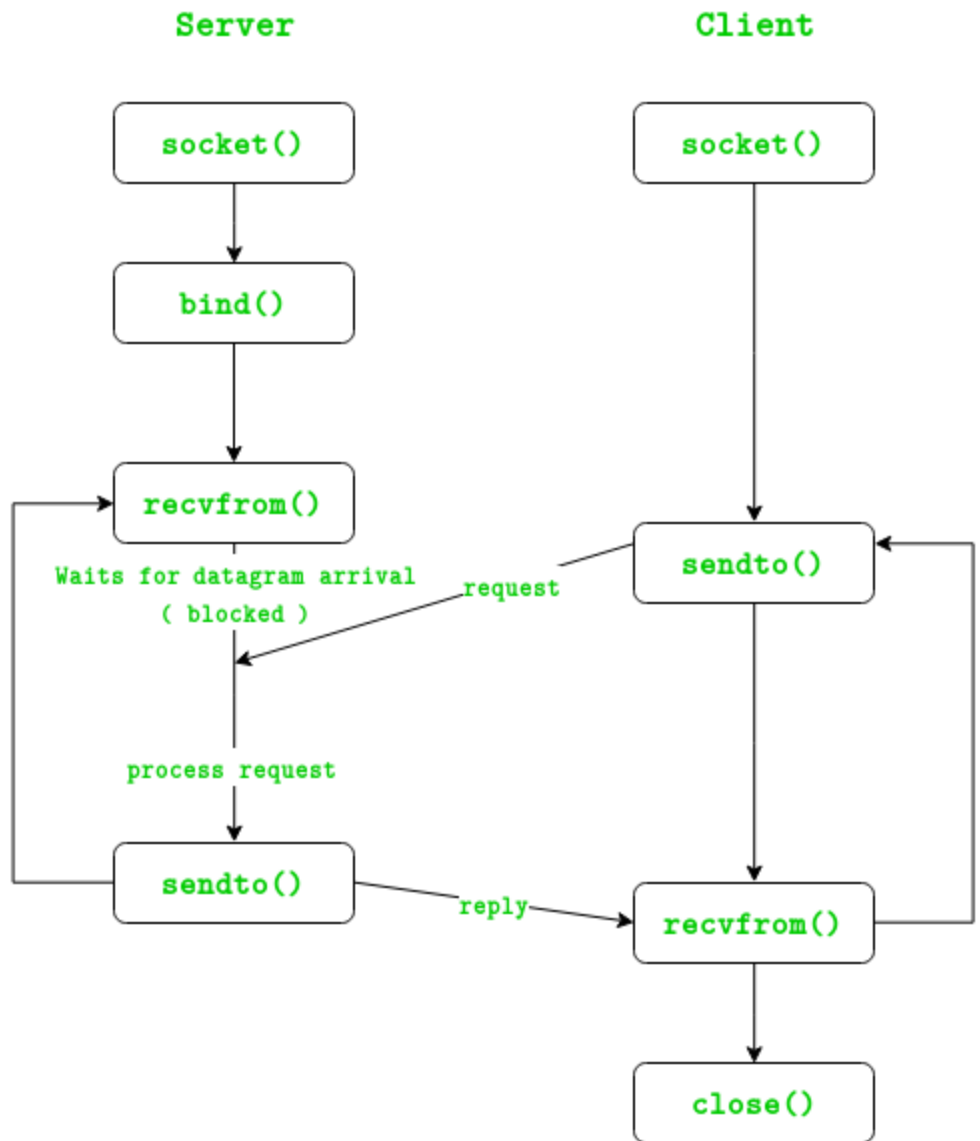 Server
Client
socket()
socket()
bind()
recvfrom()
Waits for datagram arrival
( blocked )
sendto()
request
process request
sendto()
reply
recvfrom()
close()